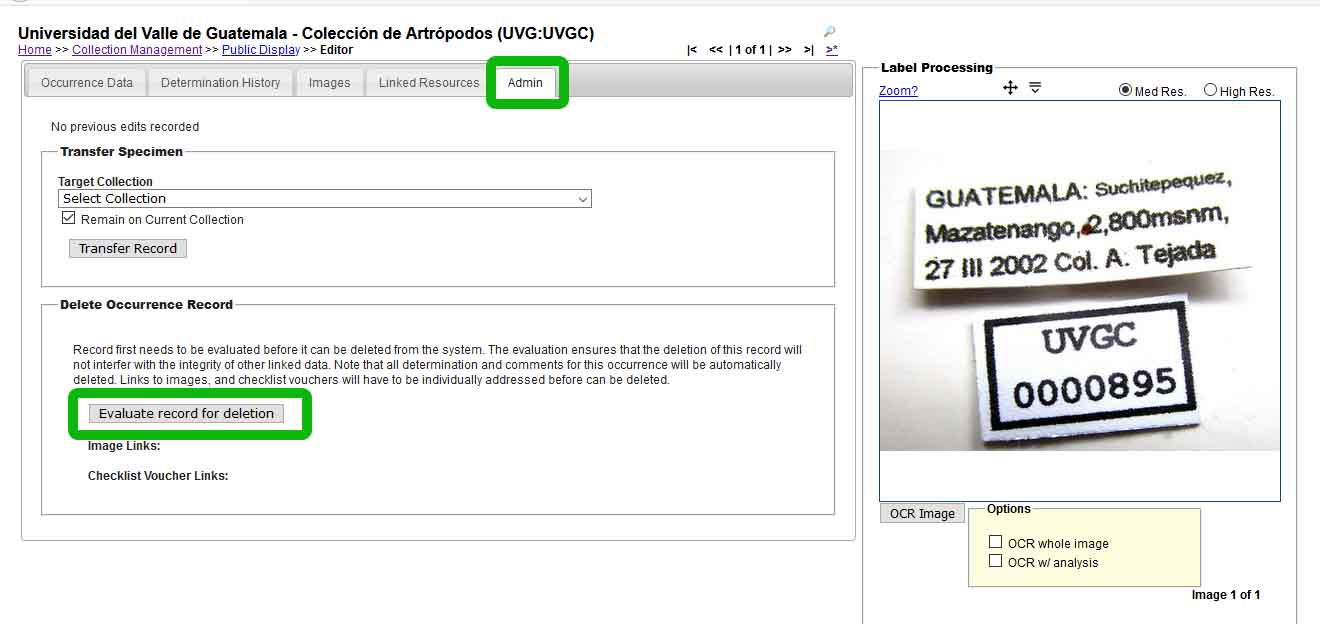 Universidad del Valle de Guatemala - Colección de Artrópodos (UVG:UVGC)
Home >> Collection Management >> Public Display >> Editor
|< << | 1 of 1 | >> >| >*
Occurrence Data Determination History Images Linked Resources Admin
No previous edits recorded
Transfer Specimen
Target Collection
Select Collection
Remain on Current Collection
Transfer Record
Delete Occurrence Record
Record first needs to be evaluated before it can be deleted from the system. The evaluation ensures that the deletion of this record will
not interfer with the integrity of other linked data. Note that all determination and comments for this occurrence will be automatically
deleted. Links to images, and checklist vouchers will have to be individually addressed before can be deleted.
Evaluate record for deletion
Image Links:
Checklist Voucher Links:
Label Processing
Zoom?
Med Res. High Res.
GUATEMALA: Suchitepequez,
Mazatenango, 2,800msnm,
27 III 2002 Col. A. Tejada
UVGC
0000895
OCR Image
Options
OCR whole image
OCR w/ analysis
Image 1 of 1